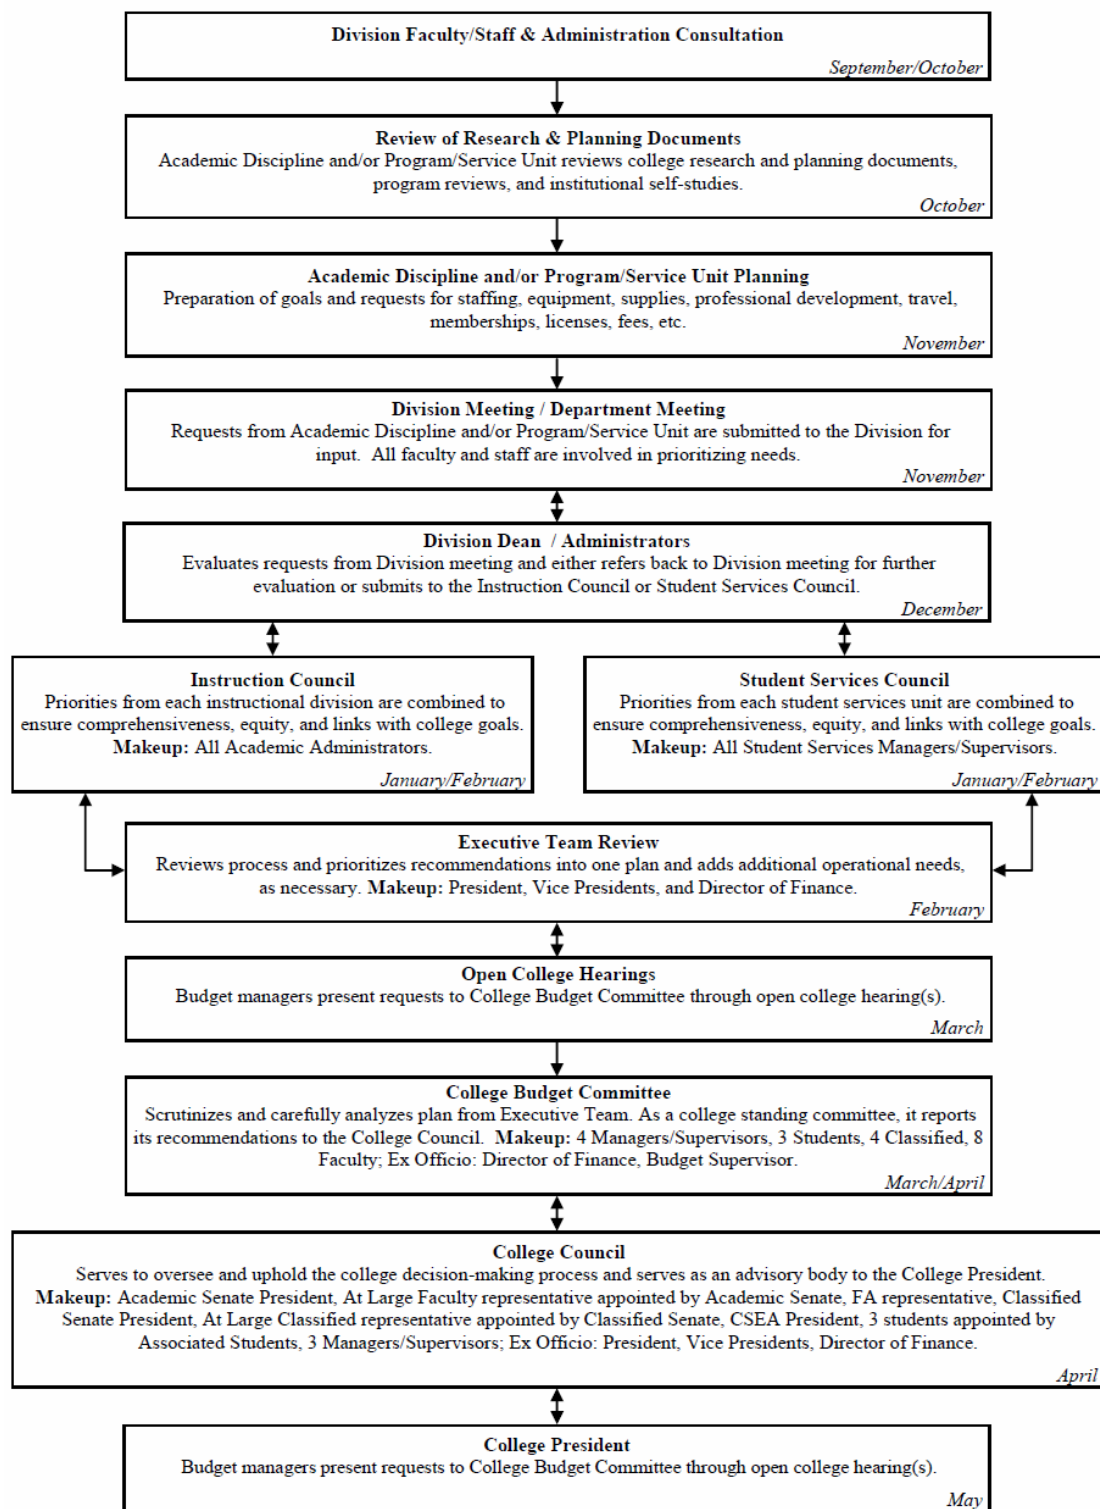 Division Faculty/Staff & Administration Consultation
September/October
Review of Research & Planning Documents
Academic Discipline and/or Program/Service Unit reviews college research and planning documents,
program reviews, and institutional self-studies.
October
Academic Discipline and/or Program/Service Unit Planning
Preparation of goals and requests for staffing, equipment, supplies, professional development, travel,
memberships, licenses, fees, etc.
November
Division Meeting / Department Meeting
Requests from Academic Discipline and/or Program/Service Unit are submitted to the Division for
input. All faculty and staff are involved in prioritizing needs.
November
Division Dean / Administrators
Evaluates requests from Division meeting and either refers back to Division meeting for further
evaluation or submits to the Instruction Council or Student Services Council.
December
Instruction Council
Priorities from each instructional division are combined to
ensure comprehensiveness, equity, and links with college goals.
Makeup: All Academic Administrators.
January/February
Student Services Council
Priorities from each student services unit are combined to
ensure comprehensiveness, equity, and links with college goals.
Makeup: All Student Services Managers/Supervisors.
January/February
Executive Team Review
Reviews process and prioritizes recommendations into one plan and adds additional operational needs,
as necessary. Makeup: President, Vice Presidents, and Director of Finance.
February
Open College Hearings
Budget managers present requests to College Budget Committee through open college hearing(s).
March
College Budget Committee
Scrutinizes and carefully analyzes plan from Executive Team. As a college standing committee, it reports
its recommendations to the College Council. Makeup: 4 Managers/Supervisors, 3 Students, 4 Classified, 8
Faculty; Ex Officio: Director of Finance, Budget Supervisor.
March/April
College Council
Serves to oversee and uphold the college decision-making process and serves as an advisory body to the College President.
Makeup: Academic Senate President, At Large Faculty representative appointed by Academic Senate, FA representative, Classified
Senate President, At Large Classified representative appointed by Classified Senate, CSEA President, 3 students appointed by
Associated Students, 3 Managers/Supervisors; Ex Officio: President, Vice Presidents, Director of Finance.
April
College President
Budget managers present requests to College Budget Committee through open college hearing(s).
May